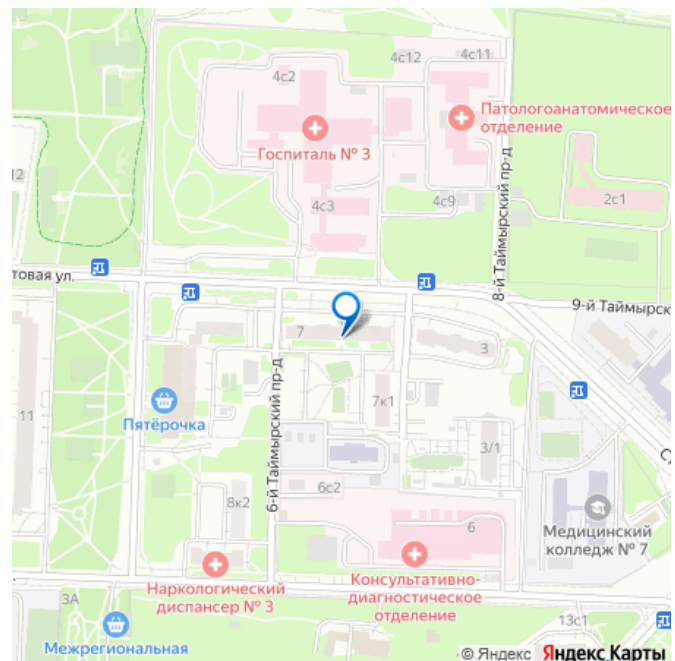 4с12
4с11
4с2
Патологоанатомическое
отделение
Госпиталь № 3
12
4с3
4с9
2с1
8-й Таймырский пр-д
товая ул.
9-й Таймырск
7
3
6-й Таймырский пр-д
7к1
Пятёрочка
11
3/1
С
6с2
8к2
6
Медицинский
колледж № 7
Наркологический
диспансер № 3
Консультативно-
диагностическое
отделение
3А
13с1
Межрегиональная
© Яндекс Яндекс Карты